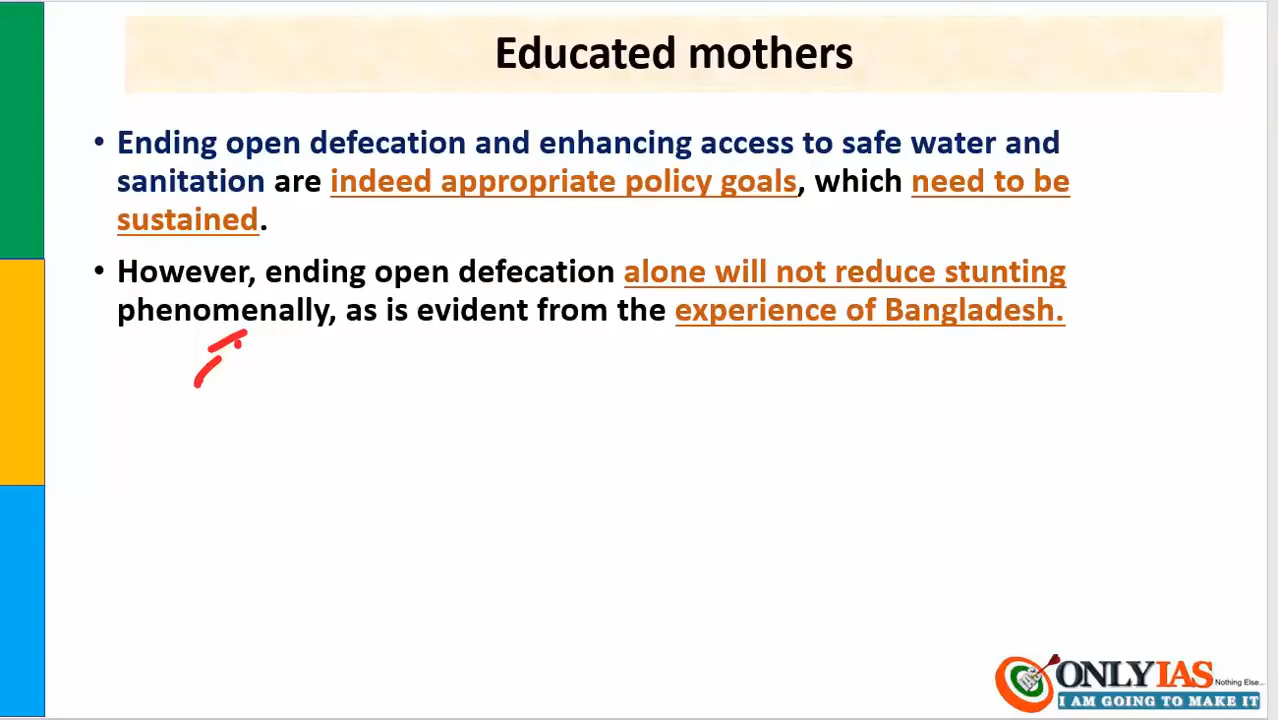 Educated mothers
• Ending open defecation and enhancing access to safe water and
sanitation are indeed appropriate policy goals, which need to be
sustained.
• However, ending open defecation alone will not reduce stunting
phenomenally, as is evident from the experience of Bangladesh.
ONLYIAS
Nothing Else...
I AM GOING TO MAKE IT